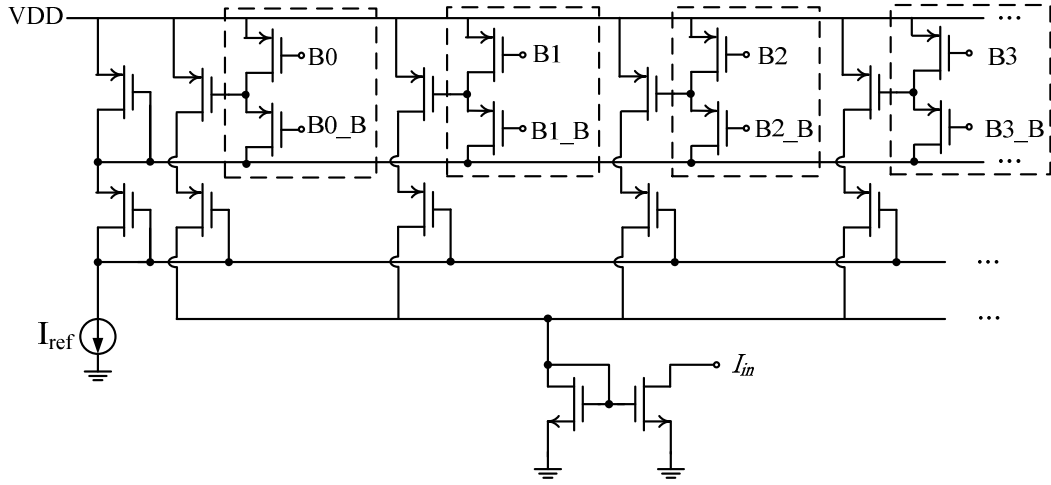 VDD
B0
B1
B2
B3
B0_B
B1_B
B2_B
B3_B
...
...
...
...
Iref
Iin